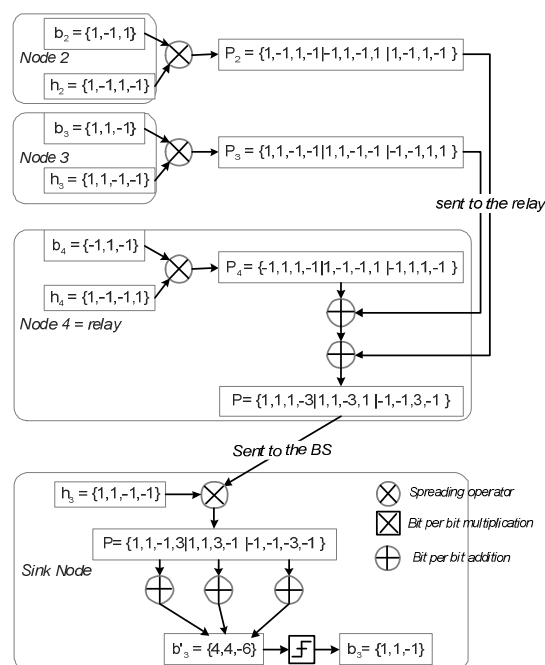 b2 = {1,-1,1}
Node 2
h2 = {1,-1,1,-1}
P2 = {1,-1,1,-1|-1,1,-1,1 |1,-1,1,-1 }
b3 = {1,1,-1}
Node 3
h3 = {1,1,-1,-1}
P3 = {1,1,-1,-1|1,1,-1,-1 |-1,-1,1,1 }
sent to the relay
b4 = {-1,1,-1}
h4 = {1,-1,-1,1}
P4 = {-1,1,1,-1|1,-1,-1,1 |-1,1,1,-1 }
Node 4 = relay
P= {1,1,1,-3|1,1,-3,1 |-1,-1,3,-1 }
Sent to the BS
h3 = {1,1,-1,-1}
Spreading operator
Bit per bit multiplication
Bit per bit addition
P= {1,1,-1,3|1,1,3,-1 |-1,-1,-3,-1 }
Sink Node
b'3 = {4,4,-6}
b3= {1,1,-1}